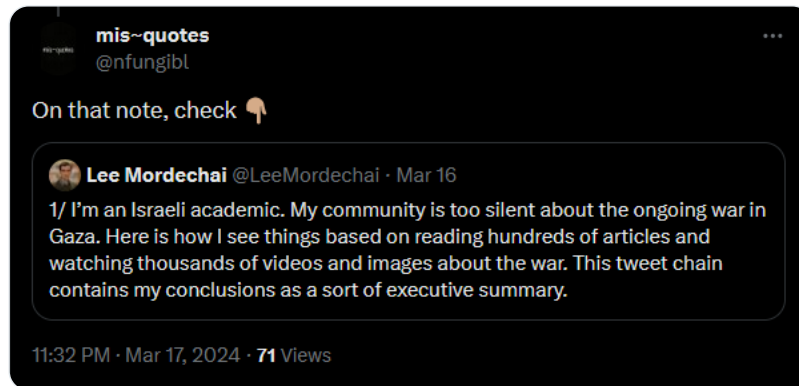 mis~quotes
@nfungibl
On that note, check 👇🏼
Lee Mordechai @LeeMordechai · Mar 16
1/ I’m an Israeli academic. My community is too silent about the ongoing war in
Gaza. Here is how I see things based on reading hundreds of articles and
watching thousands of videos and images about the war. This tweet chain
contains my conclusions as a sort of executive summary.
11:32 PM · Mar 17, 2024 · 71 Views